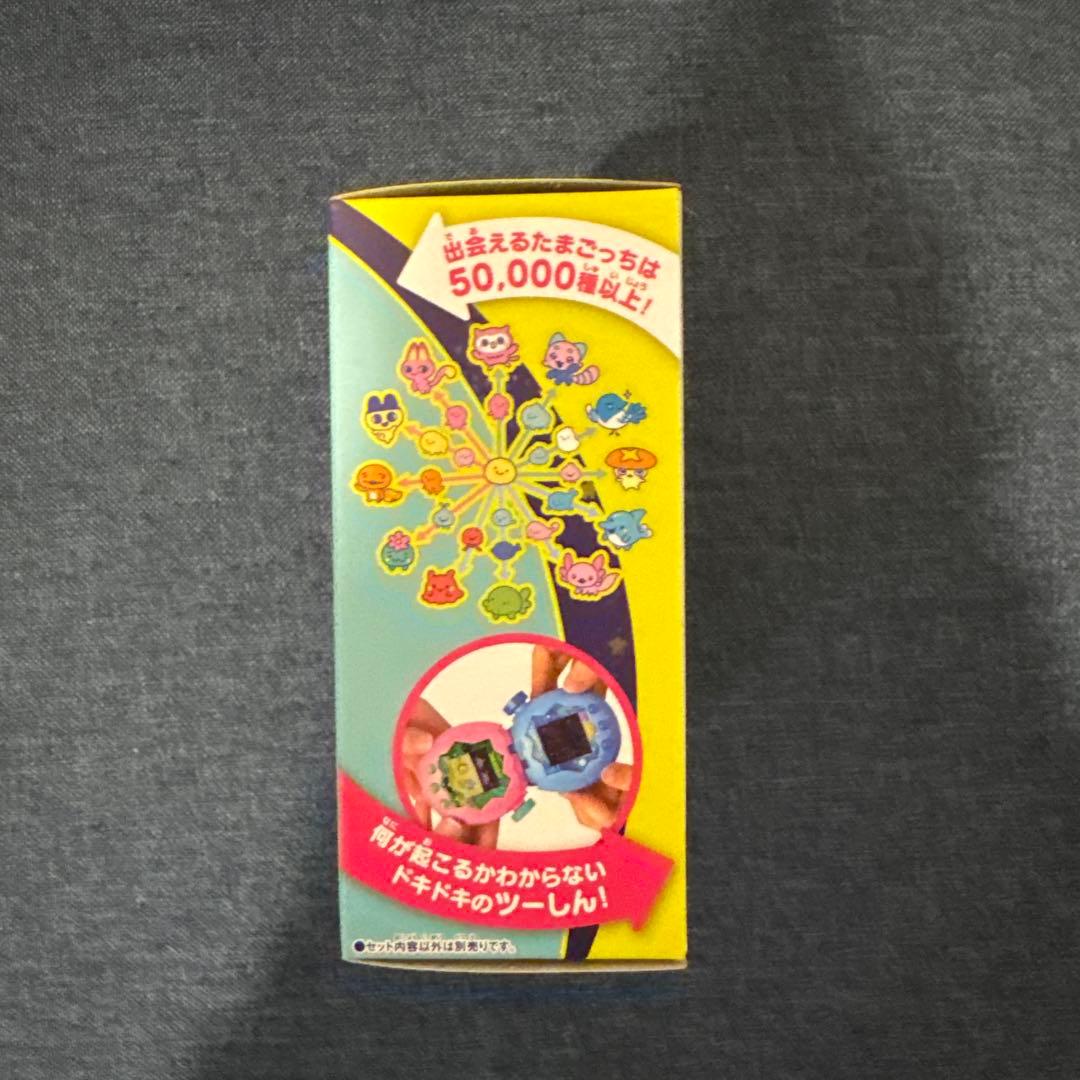 出会えるたまごっちは
50,000種以上!
何が起こるかわからない
ドキドキのツーしん!
●セット内容以外は別売りです。